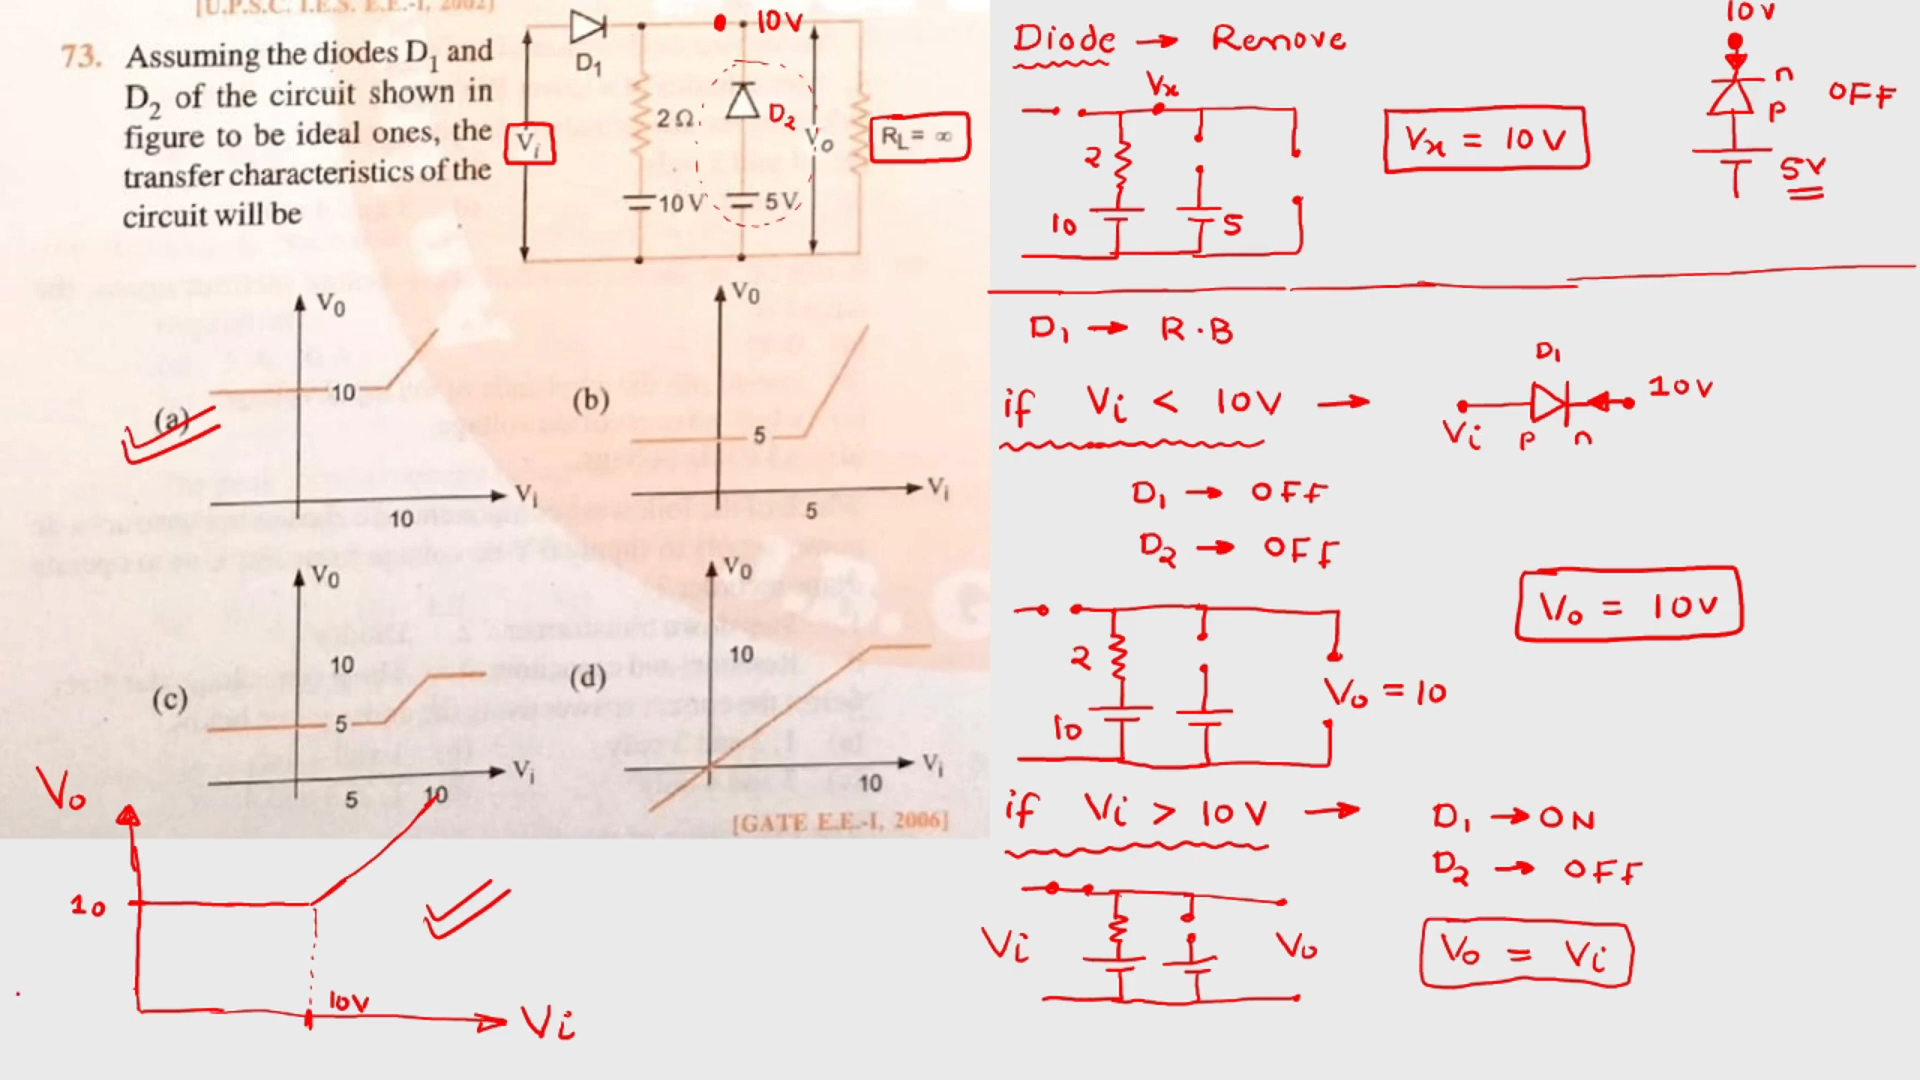 [U.P.S.C. I.E.S. E.E.-I, 2002]
73. Assuming the diodes D1 and
D2 of the circuit shown in
figure to be ideal ones, the
transfer characteristics of the
circuit will be
D1
10V
2Ω
D2
Vi
Vo
RL = ∞
10 V
5 V
(a)
V0
10
Vi
10
(b)
V0
5
Vi
5
(c)
V0
10
5
Vi
5
10
(d)
V0
10
Vi
10
[GATE E.E.-I, 2006]
Vo
10
10V
Vi
Diode → Remove
Vx
2
10
5
Vx = 10 V
10 V
n
p
OFF
5V
D1 → R.B
if Vi < 10V →
D1
Vi
p
n
10V
D1 → OFF
D2 → OFF
2
10
Vo = 10
Vo = 10V
if Vi > 10V →
D1 → ON
D2 → OFF
Vi
Vo
Vo = Vi